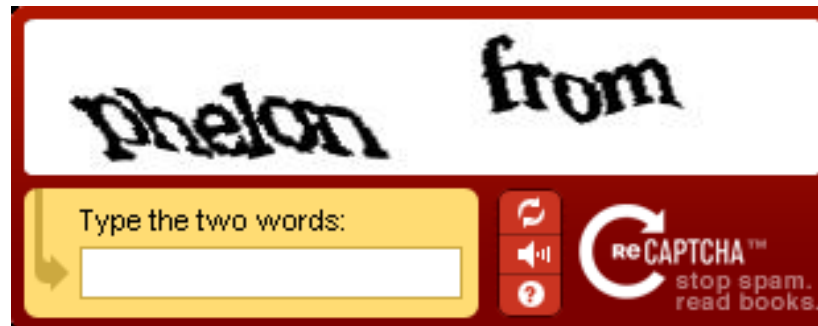 phelon from
Type the two words:
ReCAPTCHA™
stop spam.
read books.